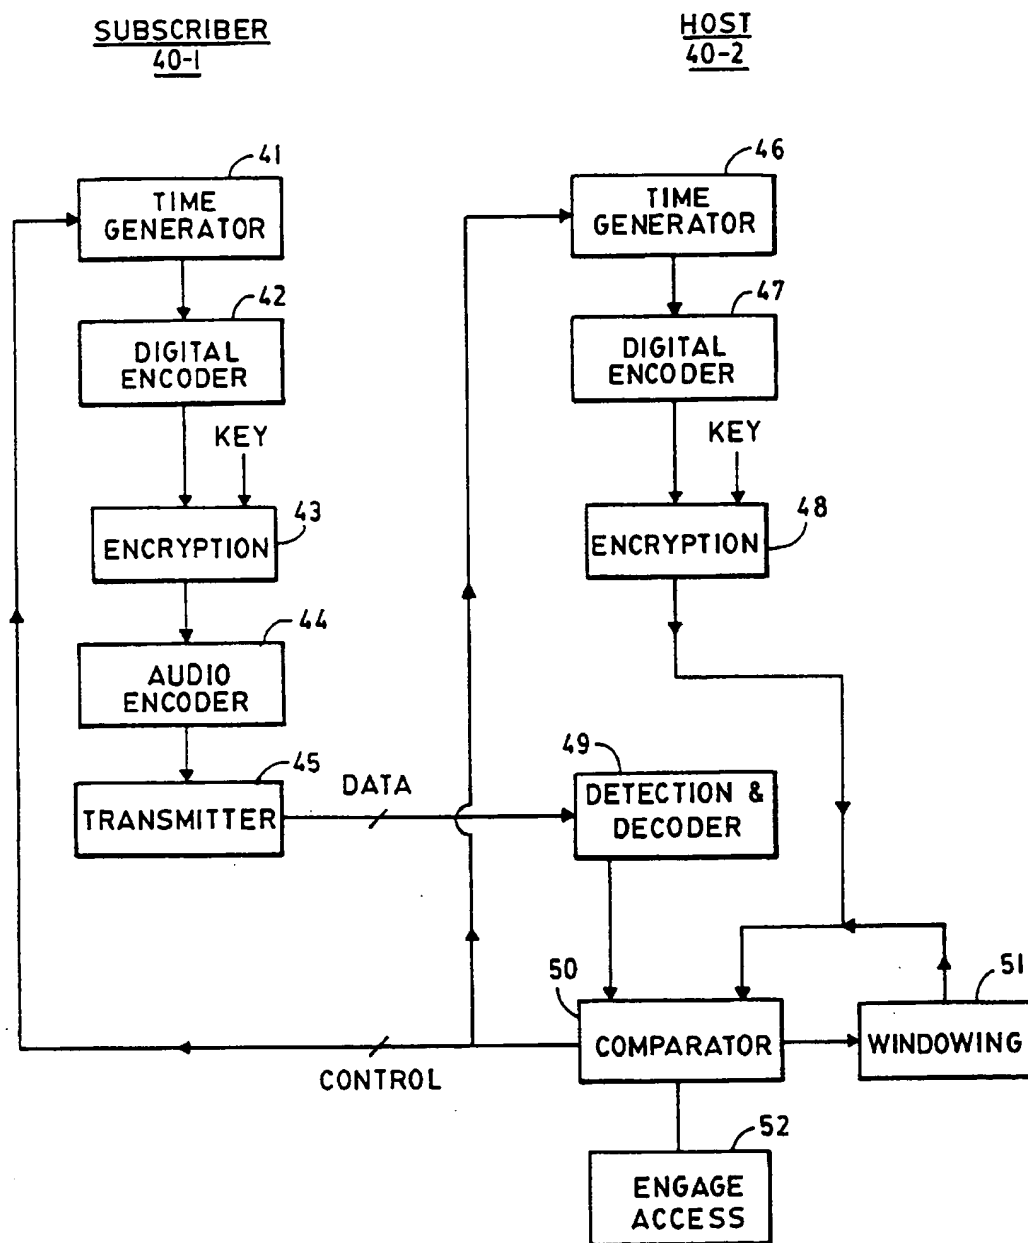 SUBSCRIBER
40-1
HOST
40-2
41
TIME
GENERATOR
46
TIME
GENERATOR
42
DIGITAL
ENCODER
47
DIGITAL
ENCODER
KEY
KEY
43
ENCRYPTION
48
ENCRYPTION
44
AUDIO
ENCODER
45
TRANSMITTER
DATA
49
DETECTION &
DECODER
50
COMPARATOR
51
WINDOWING
CONTROL
52
ENGAGE
ACCESS